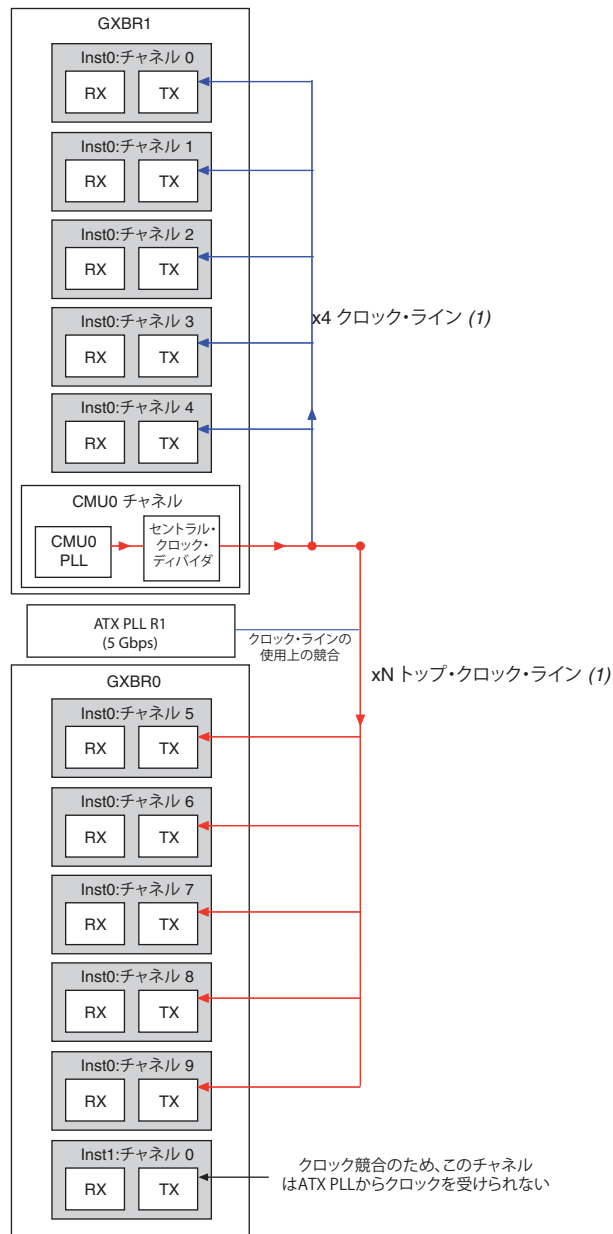 GXBR1
Inst0:チャネル 0
RX
TX
Inst0:チャネル 1
RX
TX
Inst0:チャネル 2
RX
TX
Inst0:チャネル 3
RX
TX
x4 クロック・ライン (1)
Inst0:チャネル 4
RX
TX
CMU0 チャネル
CMU0
PLL
セントラル・
クロック・
ディバイダ
ATX PLL R1
(5 Gbps)
クロック・ラインの
使用上の競合
xN トップ・クロック・ライン (1)
GXBR0
Inst0:チャネル 5
RX
TX
Inst0:チャネル 6
RX
TX
Inst0:チャネル 7
RX
TX
Inst0:チャネル 8
RX
TX
Inst0:チャネル 9
RX
TX
Inst1:チャネル 0
RX
TX
クロック競合のため、このチャネル
はATX PLLからクロックを受けられない